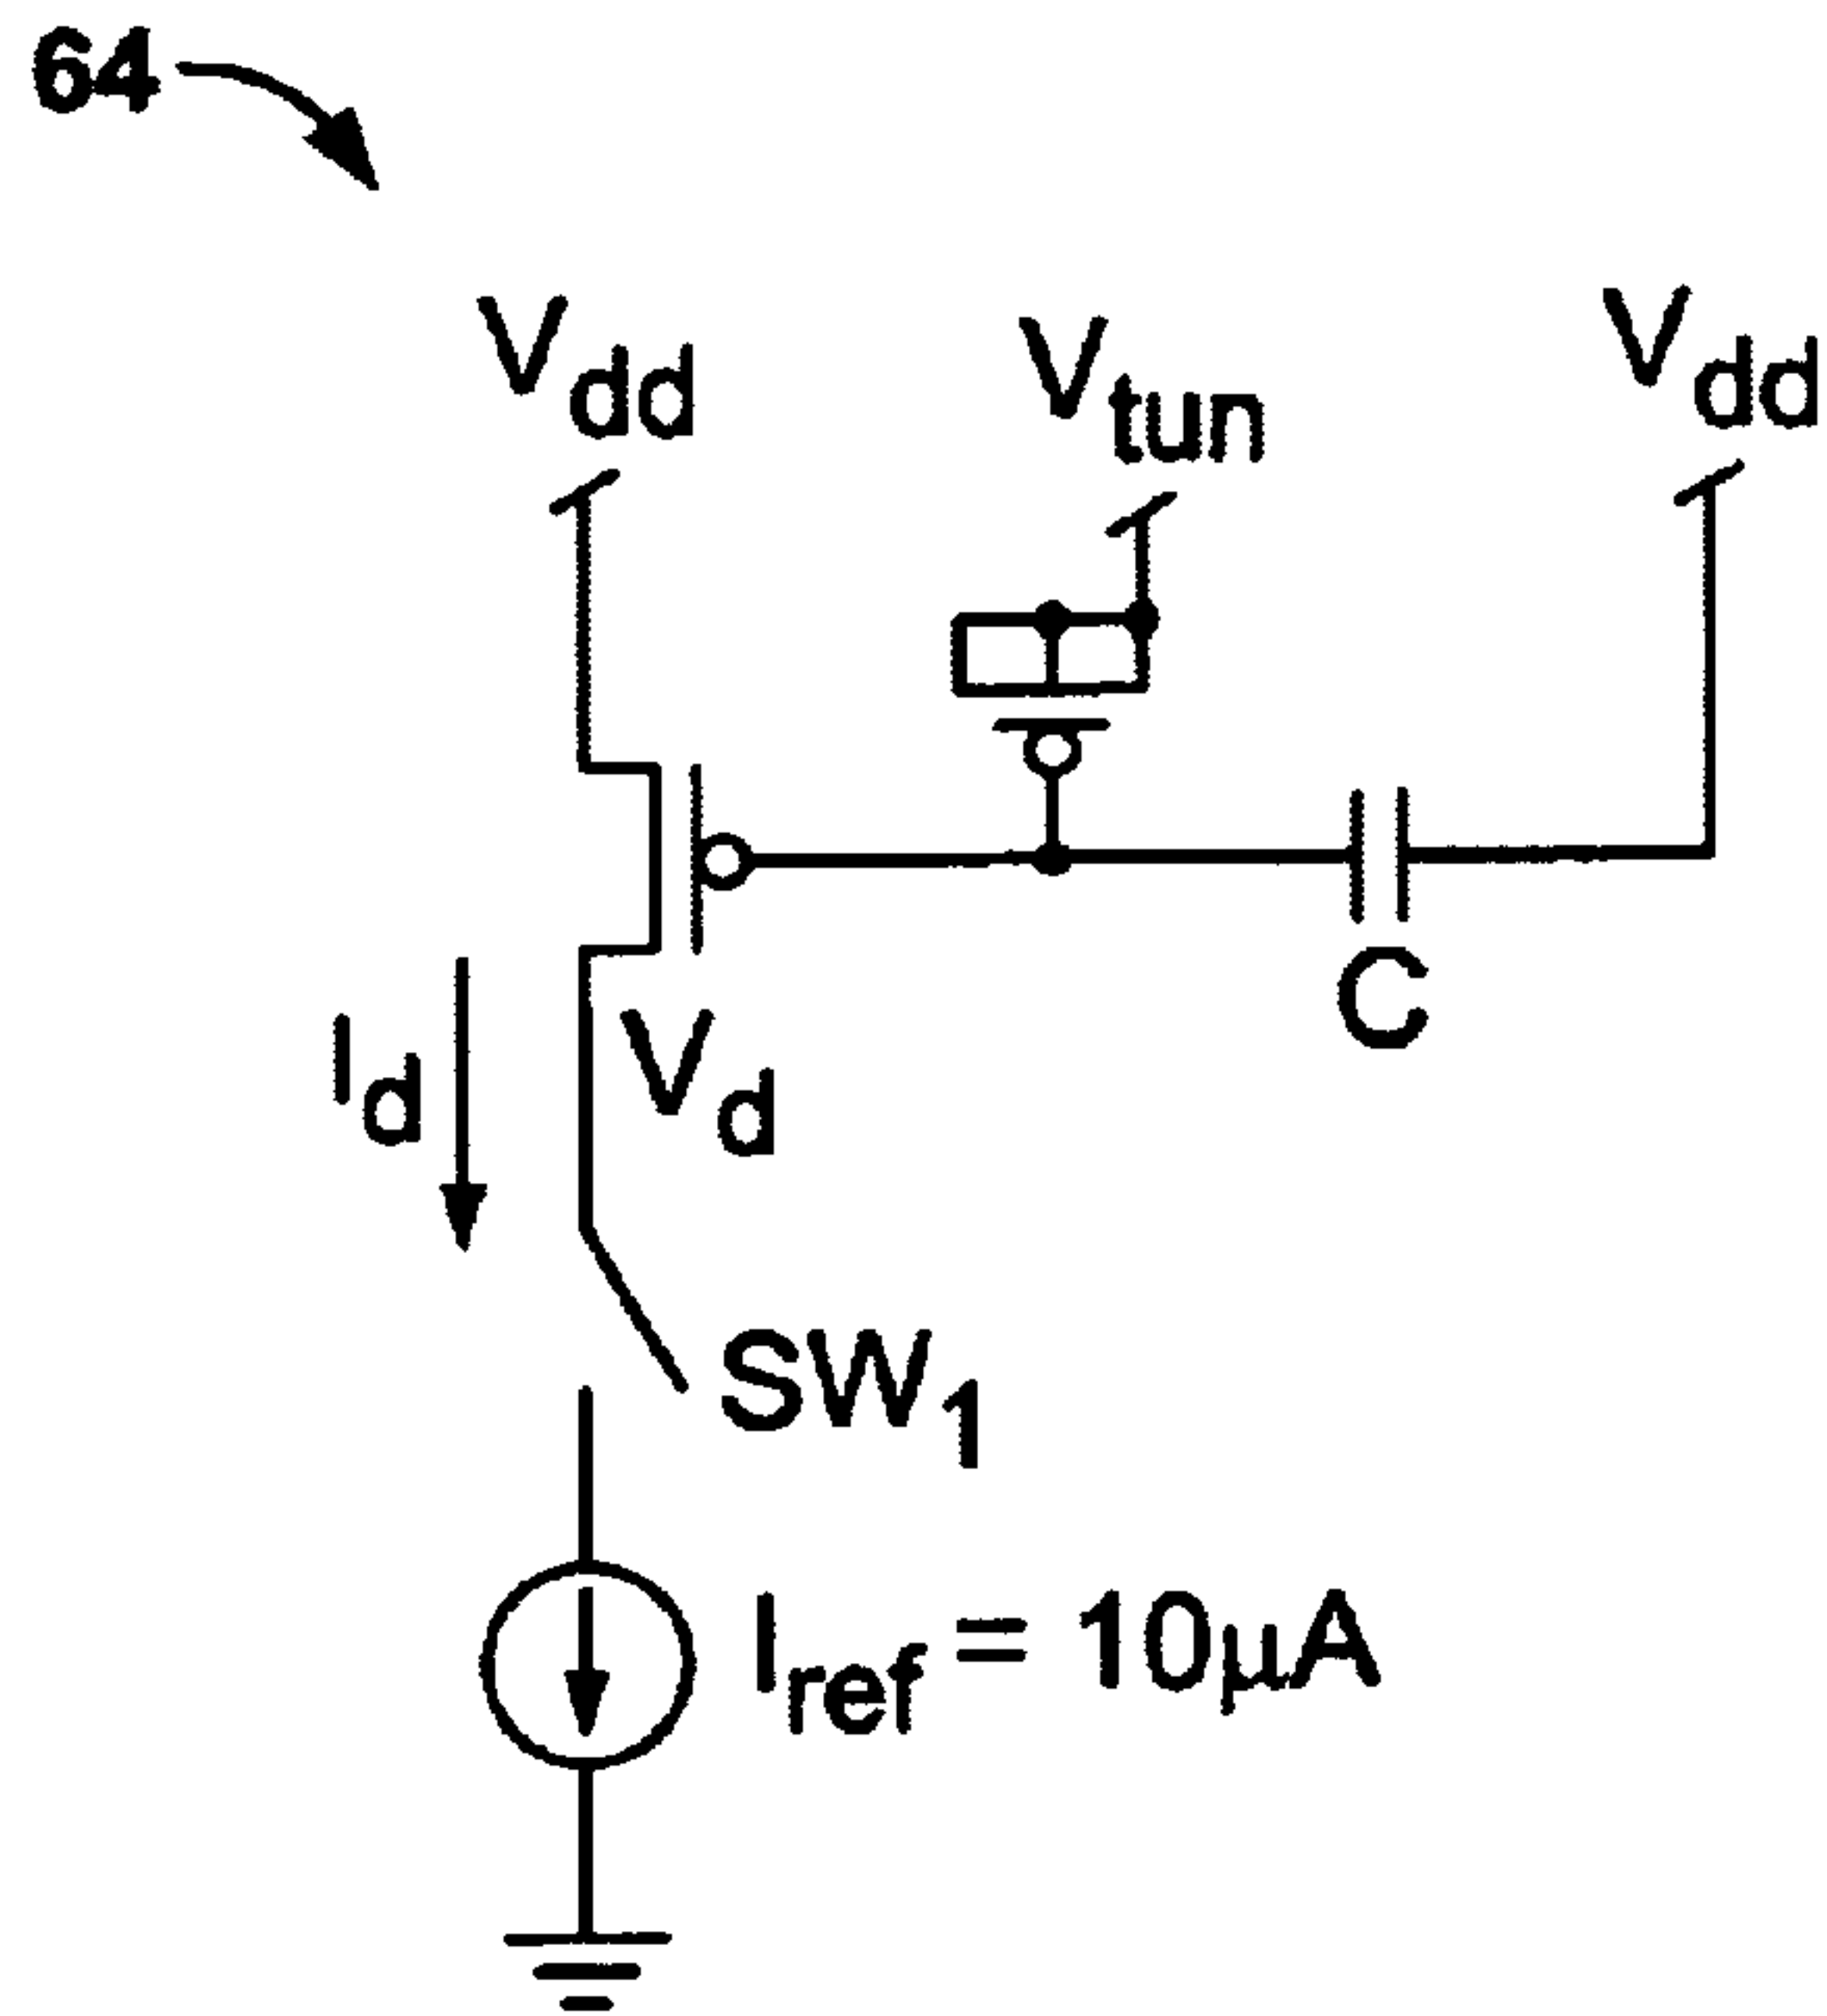 64
Vdd
Vtun
Vdd
Id
Vd
C
SW1
Iref = 10µA